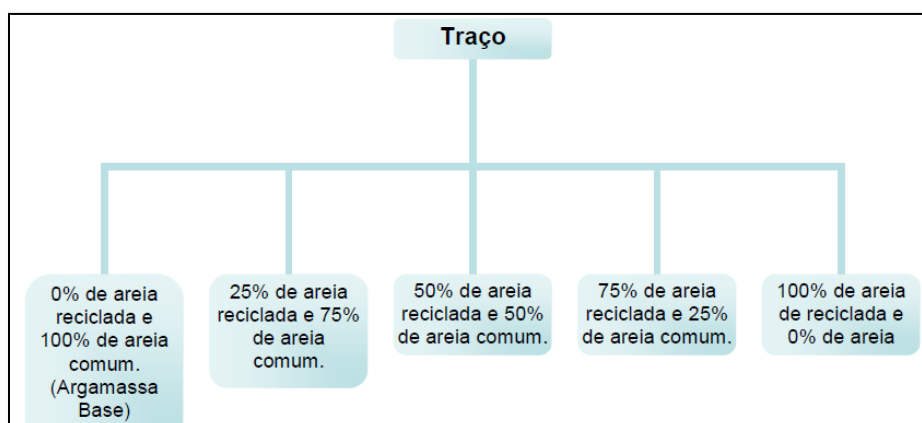 Traço
0% de areia
reciclada e
100% de areia
comum.
(Argamassa
Base)
25% de areia
reciclada e 75%
de areia
comum.
50% de areia
reciclada e 50%
de areia comum.
75% de areia
reciclada e 25%
de areia comum.
100% de areia
de reciclada e
0% de areia